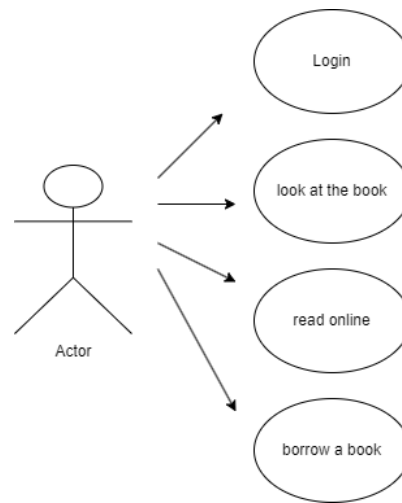 Login
look at the book
read online
Actor
borrow a book